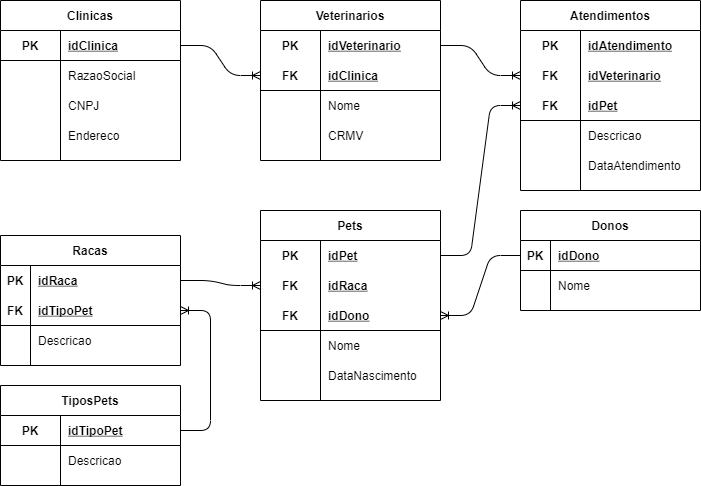 Clinicas
PK idClinica
RazaoSocial
CNPJ
Endereco
Veterinarios
PK idVeterinario
FK idClinica
Nome
CRMV
Atendimentos
PK idAtendimento
FK idVeterinario
FK idPet
Descricao
DataAtendimento
Racas
PK idRaca
FK idTipoPet
Descricao
Pets
PK idPet
FK idRaca
FK idDono
Nome
DataNascimento
Donos
PK idDono
Nome
TiposPets
PK idTipoPet
Descricao